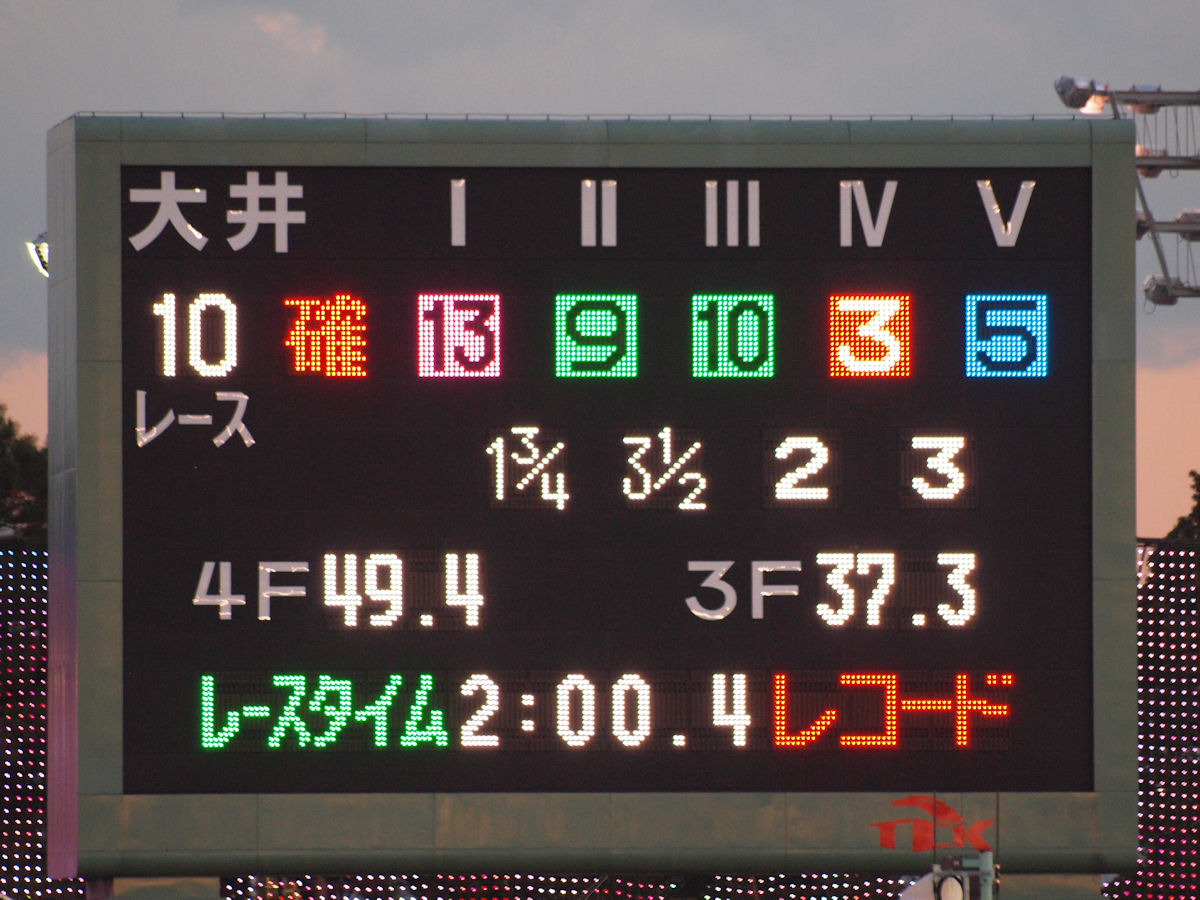 大井 I II III IV V
10 確 13 9 10 3 5
レース
1 3/4 3 1/2 2 3
4F 49.4 3F 37.3
レースタイム 2:00.4 レコード
TCK